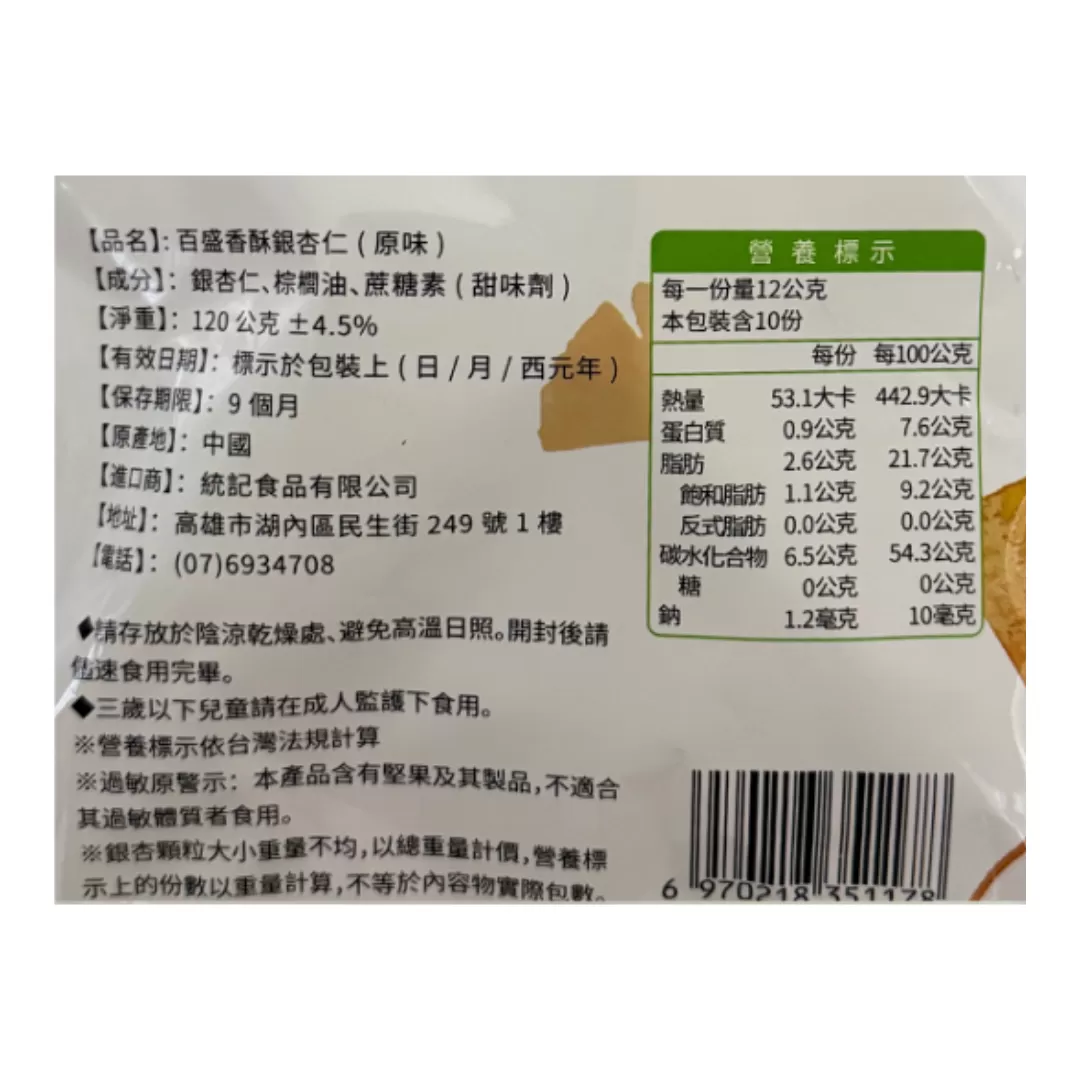 【品名】：百盛香酥銀杏仁（原味）
【成分】：銀杏仁、棕櫚油、蔗糖素（甜味劑）
【淨重】：120 公克 ±4.5%
【有效日期】：標示於包裝上（日 / 月 / 西元年）
【保存期限】：9 個月
【原產地】：中國
【進口商】：統記食品有限公司
【地址】：高雄市湖內區民生街 249 號 1 樓
【電話】：(07)6934708
◆請存放於陰涼乾燥處、避免高溫日照。開封後請
儘速食用完畢。
◆三歲以下兒童請在成人監護下食用。
※營養標示依台灣法規計算
※過敏原警示：本產品含有堅果及其製品，不適合
其過敏體質者食用。
※銀杏顆粒大小重量不均，以總重量計價，營養標
示上的份數以重量計算，不等於內容物實際包數。
營養標示
每一份量12公克
本包裝含10份
每份 每100公克
熱量 53.1大卡 442.9大卡
蛋白質 0.9公克 7.6公克
脂肪 2.6公克 21.7公克
飽和脂肪 1.1公克 9.2公克
反式脂肪 0.0公克 0.0公克
碳水化合物 6.5公克 54.3公克
糖 0公克 0公克
鈉 1.2毫克 10毫克
6 970218 351178